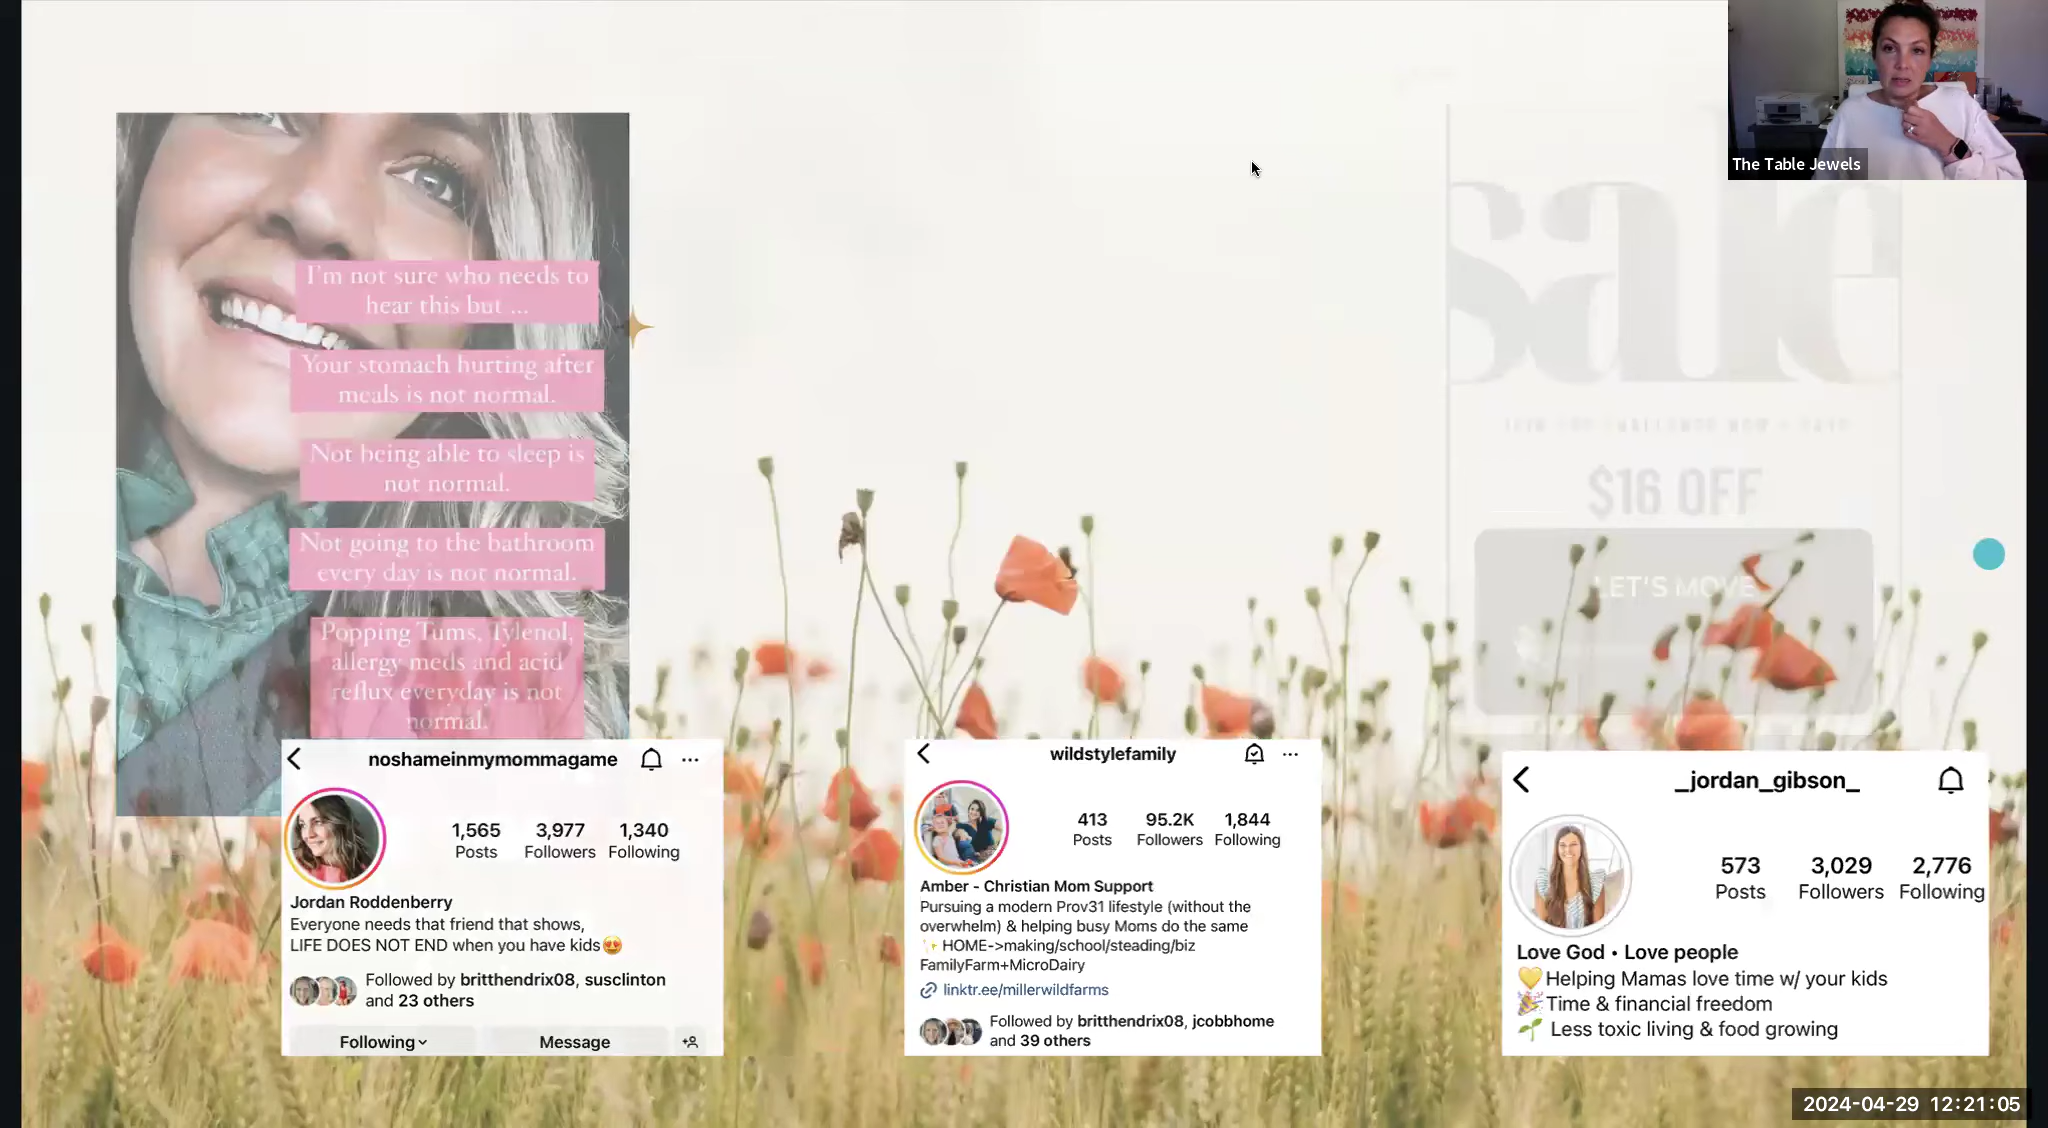 The Table Jewels
I'm not sure who needs to
hear this but ...
Your stomach hurting after
meals is not normal.
Not being able to sleep is
not normal.
Not going to the bathroom
every day is not normal.
Popping Tums, Tylenol,
allergy meds and acid
reflux everyday is not
normal.
sale
$16 OFF
LET'S MOVE
noshameinmymommagame
1,565 3,977 1,340
Posts Followers Following
Jordan Roddenberry
Everyone needs that friend that shows,
LIFE DOES NOT END when you have kids😍
Followed by britthendrix08, susclinton
and 23 others
Following Message
wildstylefamily
413 95.2K 1,844
Posts Followers Following
Amber - Christian Mom Support
Pursuing a modern Prov31 lifestyle (without the
overwhelm) & helping busy Moms do the same
HOME->making/school/steading/biz
FamilyFarm+MicroDairy
linktr.ee/millerwildfarms
Followed by britthendrix08, jcobbhome
and 39 others
_jordan_gibson_
573 3,029 2,776
Posts Followers Following
Love God • Love people
💛Helping Mamas love time w/ your kids
🎉Time & financial freedom
🌱 Less toxic living & food growing
2024-04-29 12:21:05